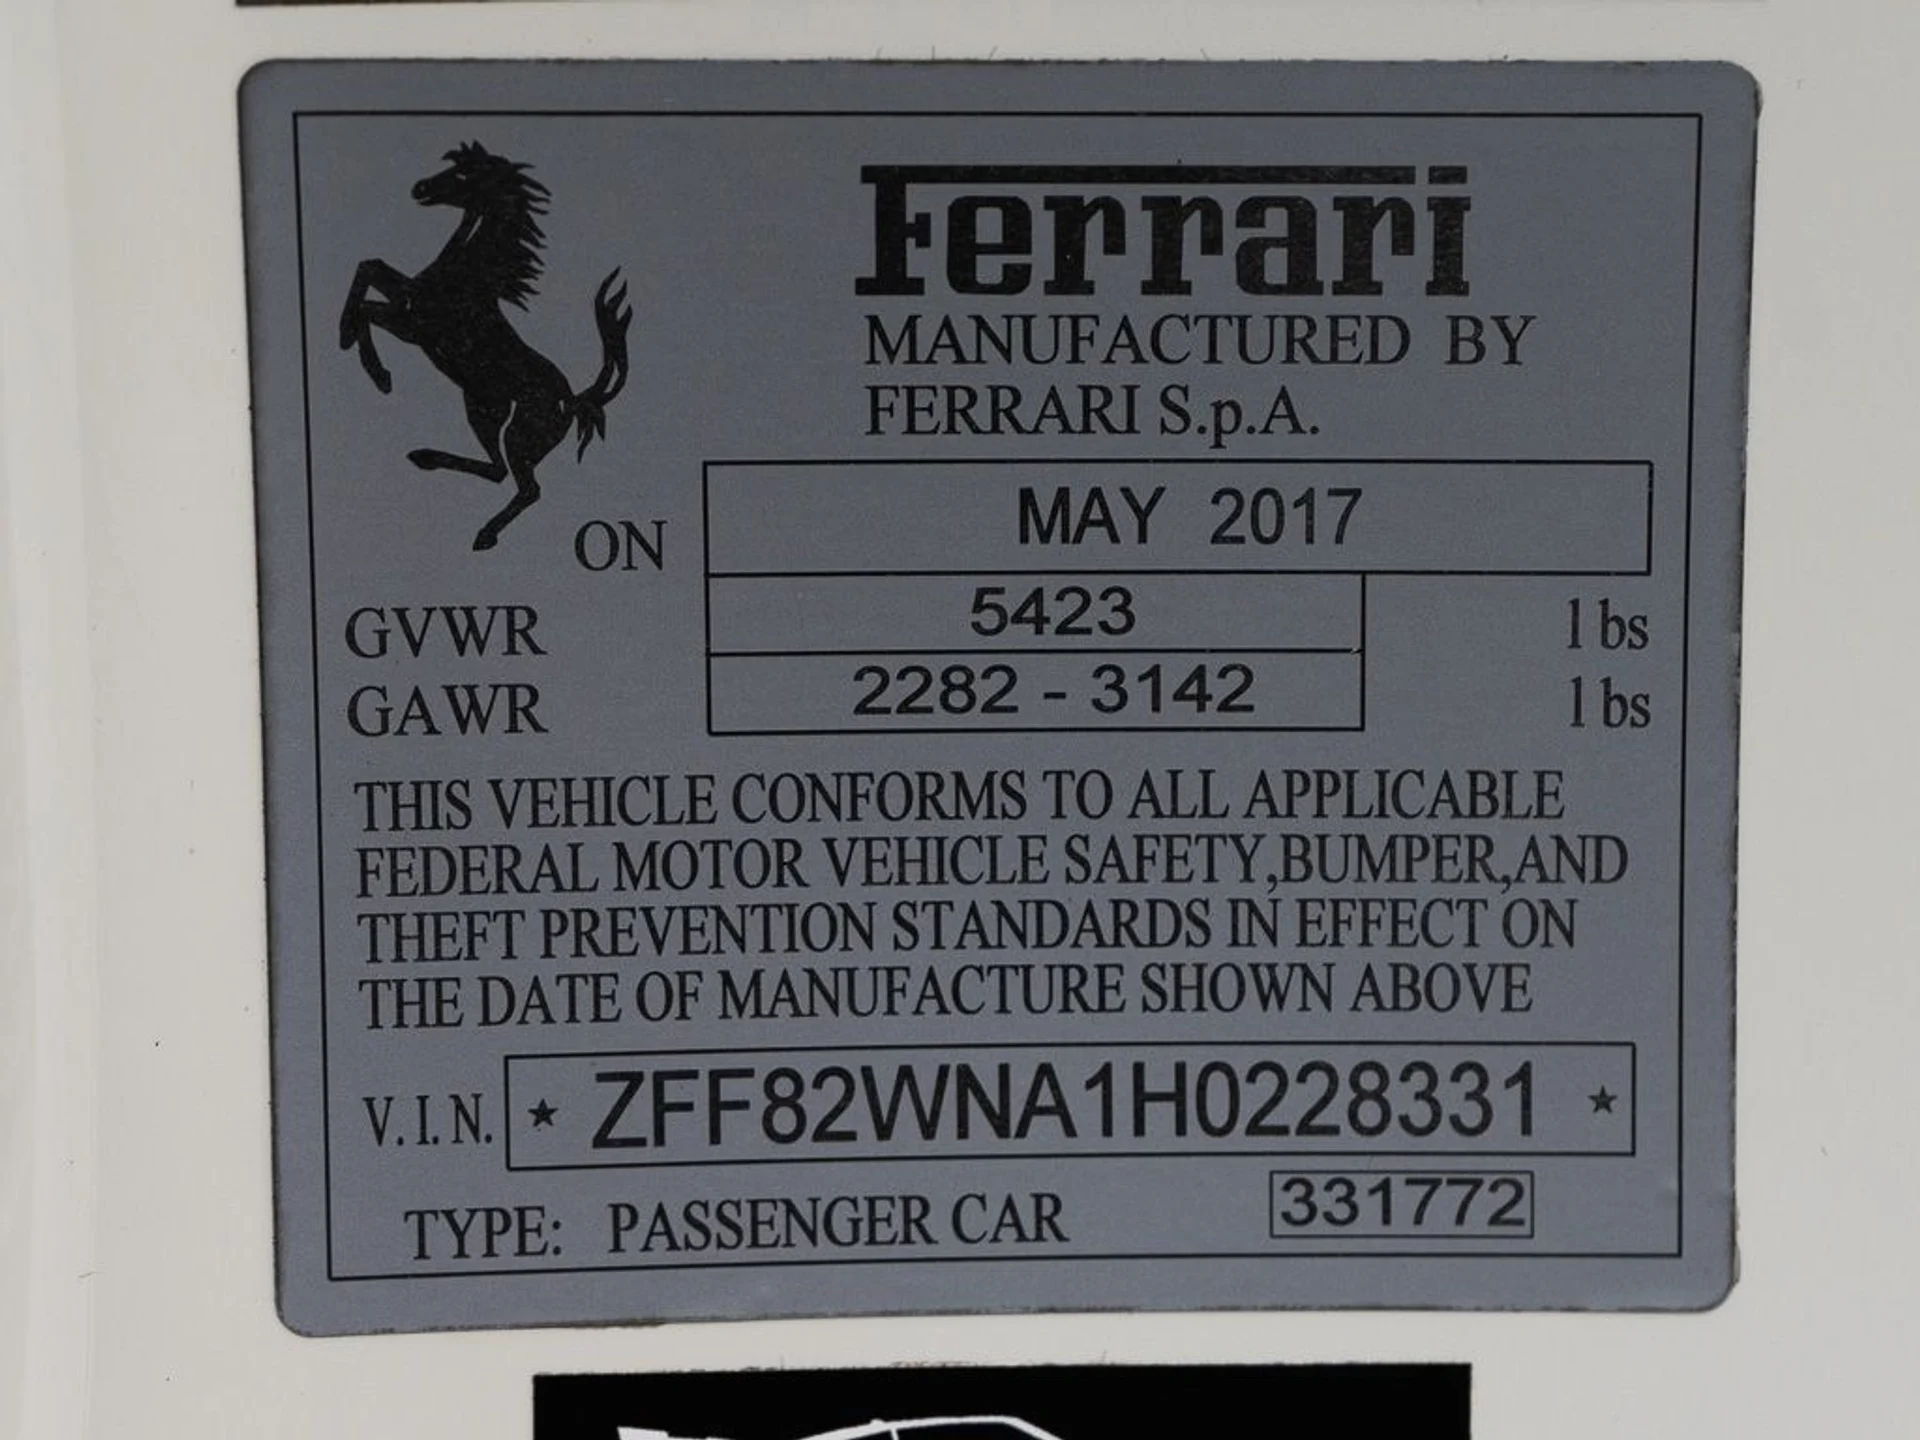 Ferrari
MANUFACTURED BY
FERRARI S.p.A.
ON MAY 2017
GVWR 5423 lbs
GAWR 2282 - 3142 lbs
THIS VEHICLE CONFORMS TO ALL APPLICABLE
FEDERAL MOTOR VEHICLE SAFETY,BUMPER,AND
THEFT PREVENTION STANDARDS IN EFFECT ON
THE DATE OF MANUFACTURE SHOWN ABOVE
V.I.N. ★ ZFF82WNA1H0228331 ★
TYPE: PASSENGER CAR 331772